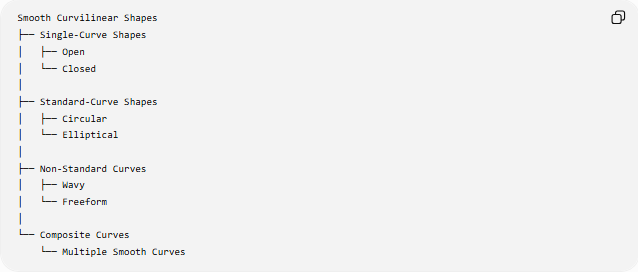 Smooth Curvilinear Shapes
├── Single-Curve Shapes
│   ├── Open
│   └── Closed
│
├── Standard-Curve Shapes
│   ├── Circular
│   └── Elliptical
│
├── Non-Standard Curves
│   ├── Wavy
│   └── Freeform
│
└── Composite Curves
    └── Multiple Smooth Curves